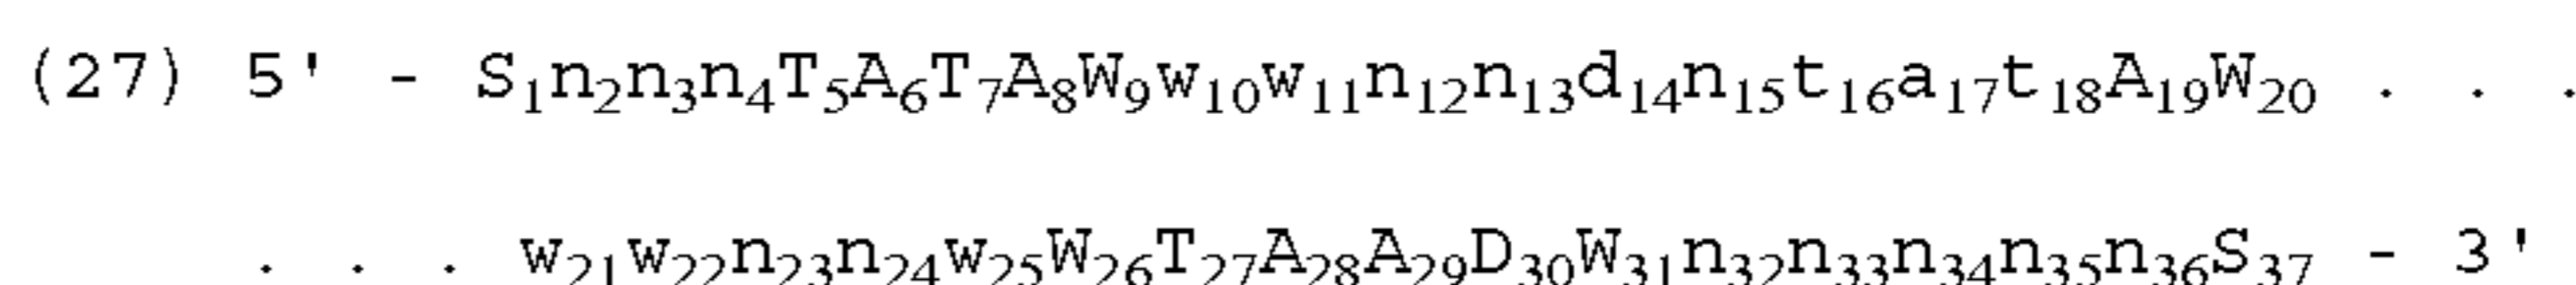 (27) 5' - S₁n₂n₃n₄T₅A₆T₇A₈W₉w₁₀w₁₁n₁₂n₁₃d₁₄n₁₅t₁₆a₁₇t₁₈A₁₉W₂₀ . . .
. . . w₂₁w₂₂n₂₃n₂₄w₂₅W₂₆T₂₇A₂₈A₂₉D₃₀W₃₁n₃₂n₃₃n₃₄n₃₅n₃₆S₃₇ - 3'